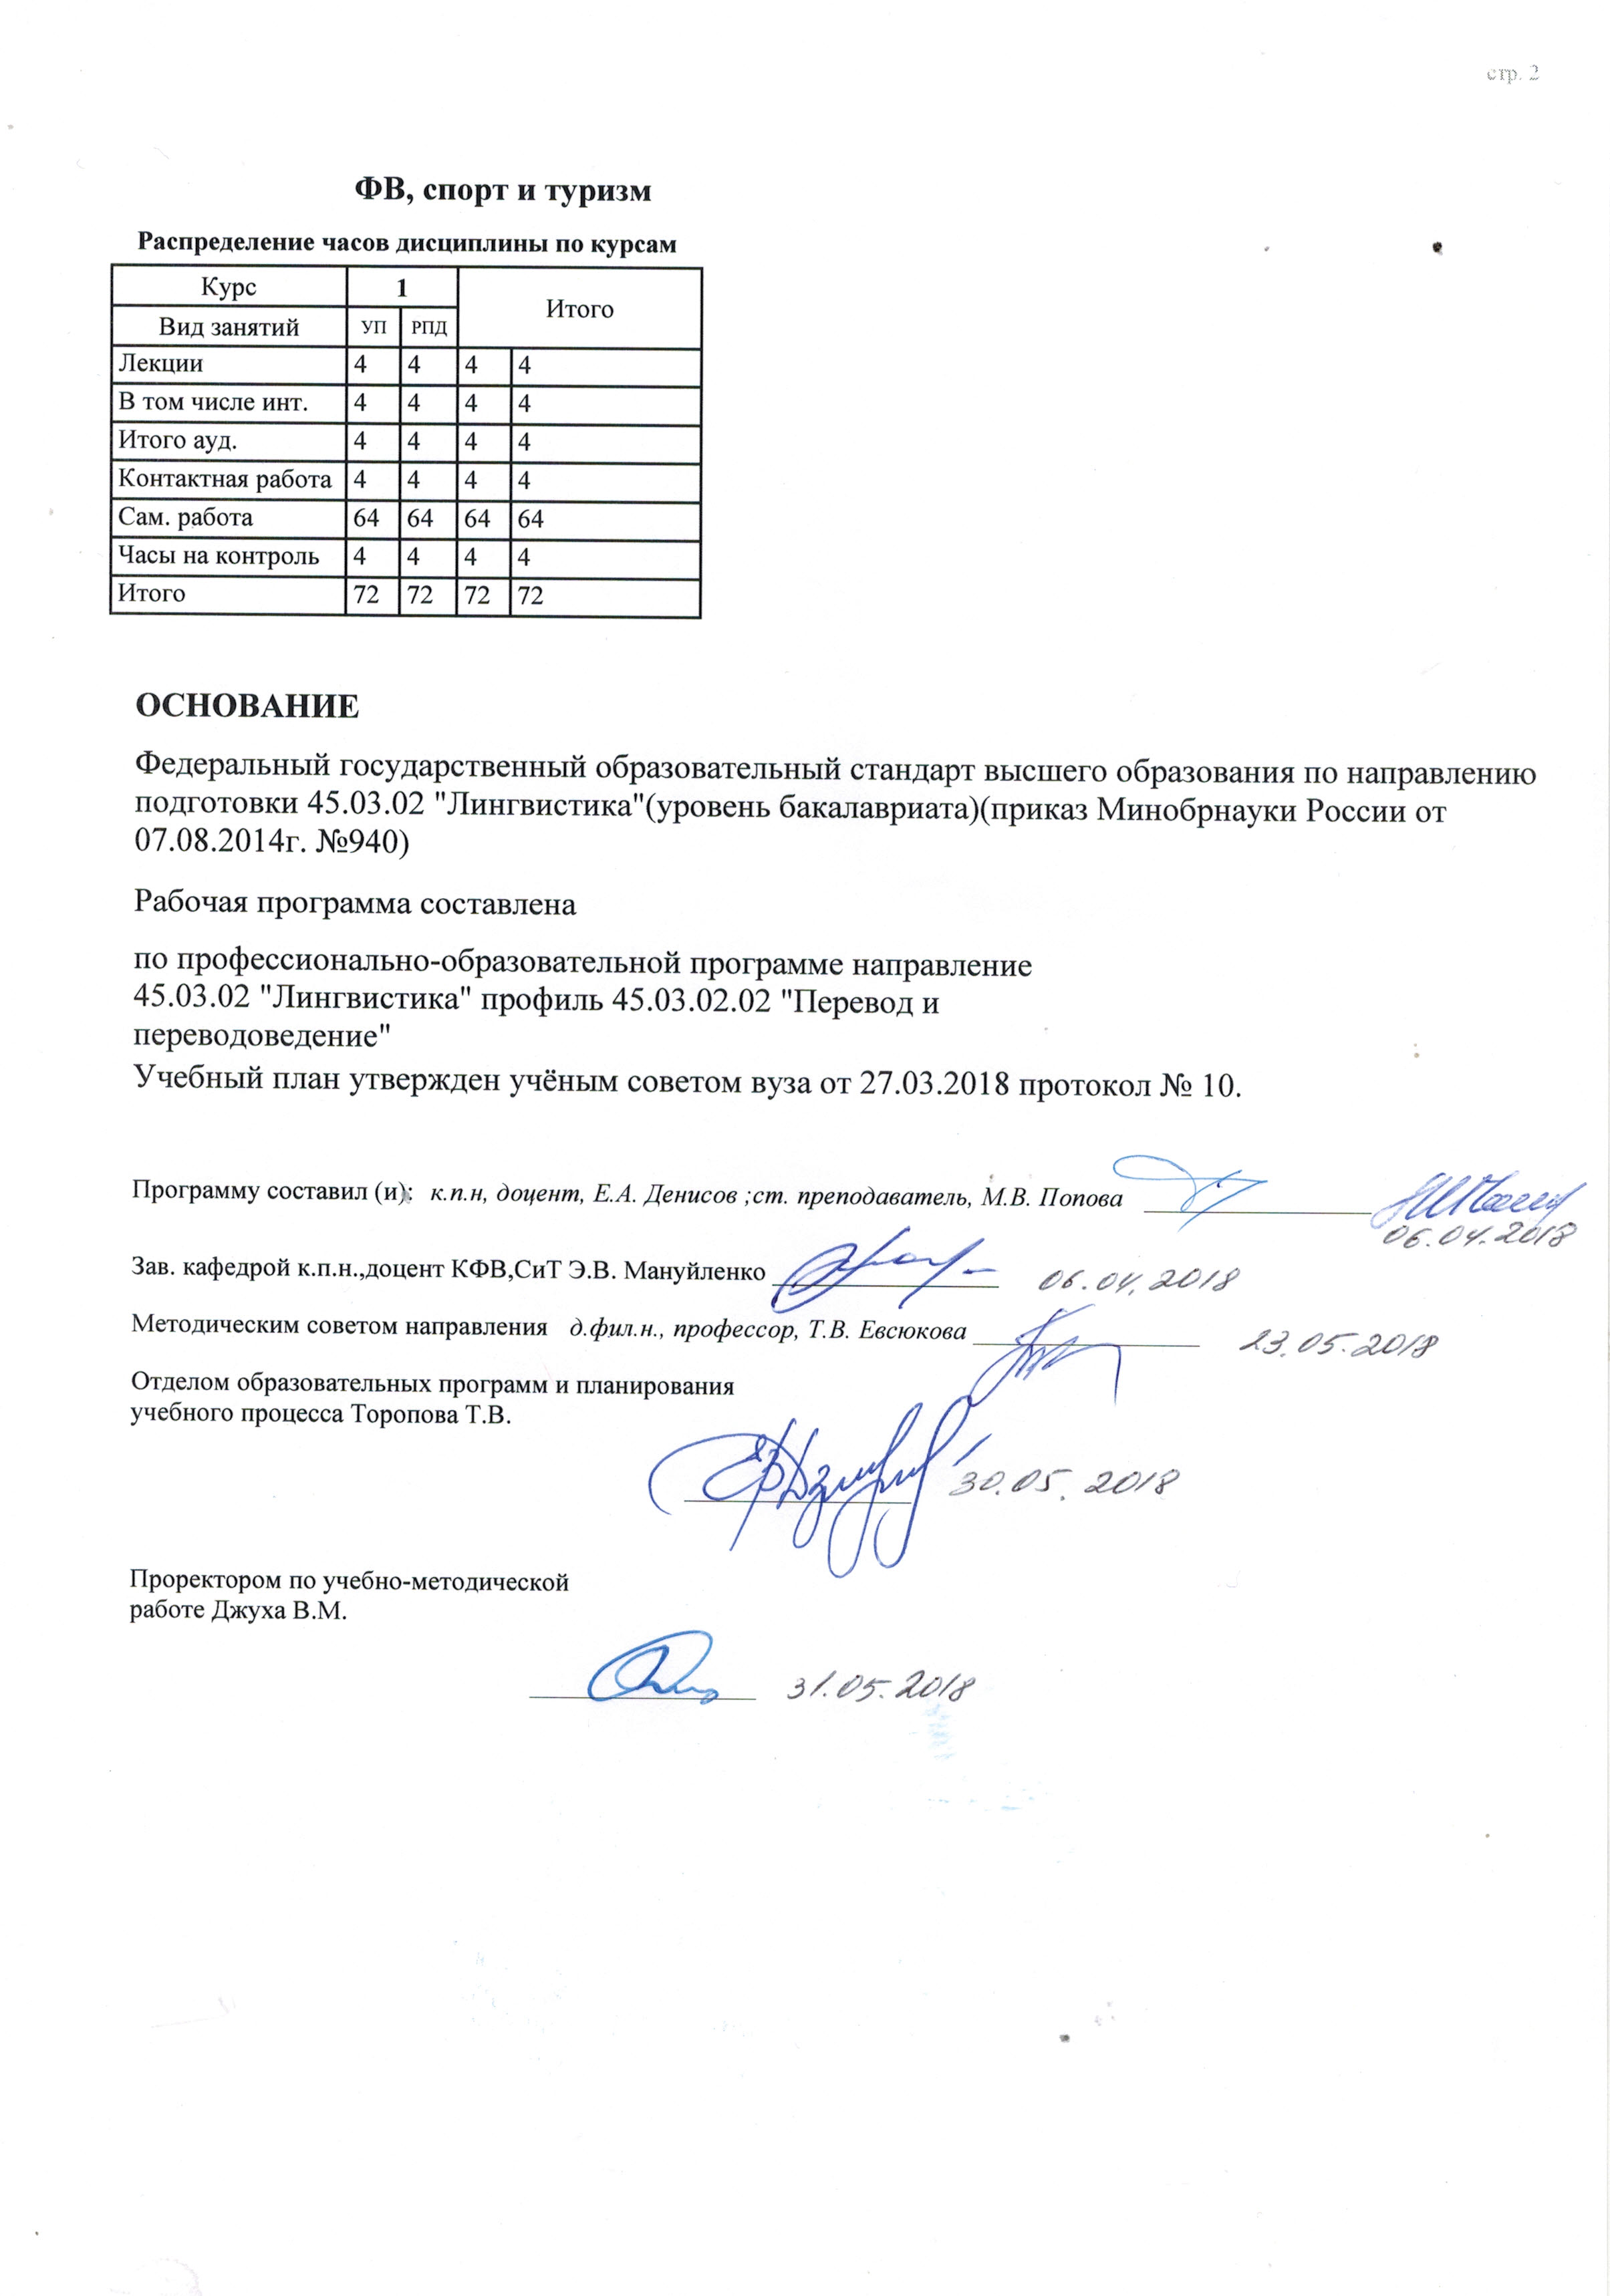 стр. 2
ФВ, спорт и туризм
Распределение часов дисциплины по курсам
Курс 1 Итого
Вид занятий УП РПД
Лекции 4 4 4 4
В том числе инт. 4 4 4 4
Итого ауд. 4 4 4 4
Контактная работа 4 4 4 4
Сам. работа 64 64 64 64
Часы на контроль 4 4 4 4
Итого 72 72 72 72
ОСНОВАНИЕ
Федеральный государственный образовательный стандарт высшего образования по направлению
подготовки 45.03.02 "Лингвистика"(уровень бакалавриата)(приказ Минобрнауки России от
07.08.2014г. №940)
Рабочая программа составлена
по профессионально-образовательной программе направление
45.03.02 "Лингвистика" профиль 45.03.02.02 "Перевод и
переводоведение"
Учебный план утвержден учёным советом вуза от 27.03.2018 протокол № 10.
Программу составил (и): к.п.н, доцент, Е.А. Денисов ;ст. преподаватель, М.В. Попова
06.04.2018
Зав. кафедрой к.п.н.,доцент КФВ,СиТ Э.В. Мануйленко 06.04.2018
Методическим советом направления д.фил.н., профессор, Т.В. Евсюкова 23.05.2018
Отделом образовательных программ и планирования
учебного процесса Торопова Т.В.
30.05.2018
Проректором по учебно-методической
работе Джуха В.М.
31.05.2018